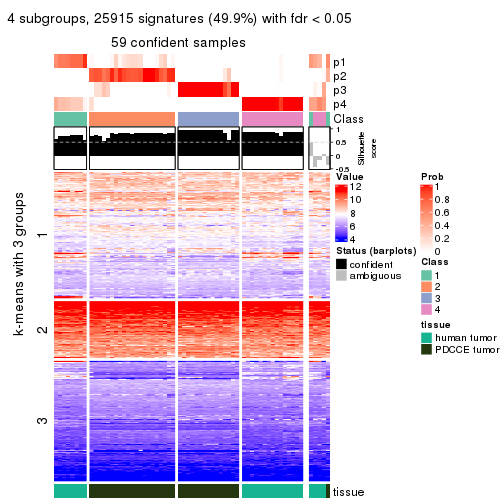 4 subgroups, 25915 signatures (49.9%) with fdr < 0.05
59 confident samples
p1
p2
p3
p4
Class
1
0.5
0
-0.5
Silhouette
score
k-means with 3 groups
1
2
3
tissue
Value
12
10
8
6
4
Status (barplots)
confident
ambiguous
Prob
1
0.8
0.6
0.4
0.2
0
Class
1
2
3
4
tissue
human tumor
PDCCE tumor